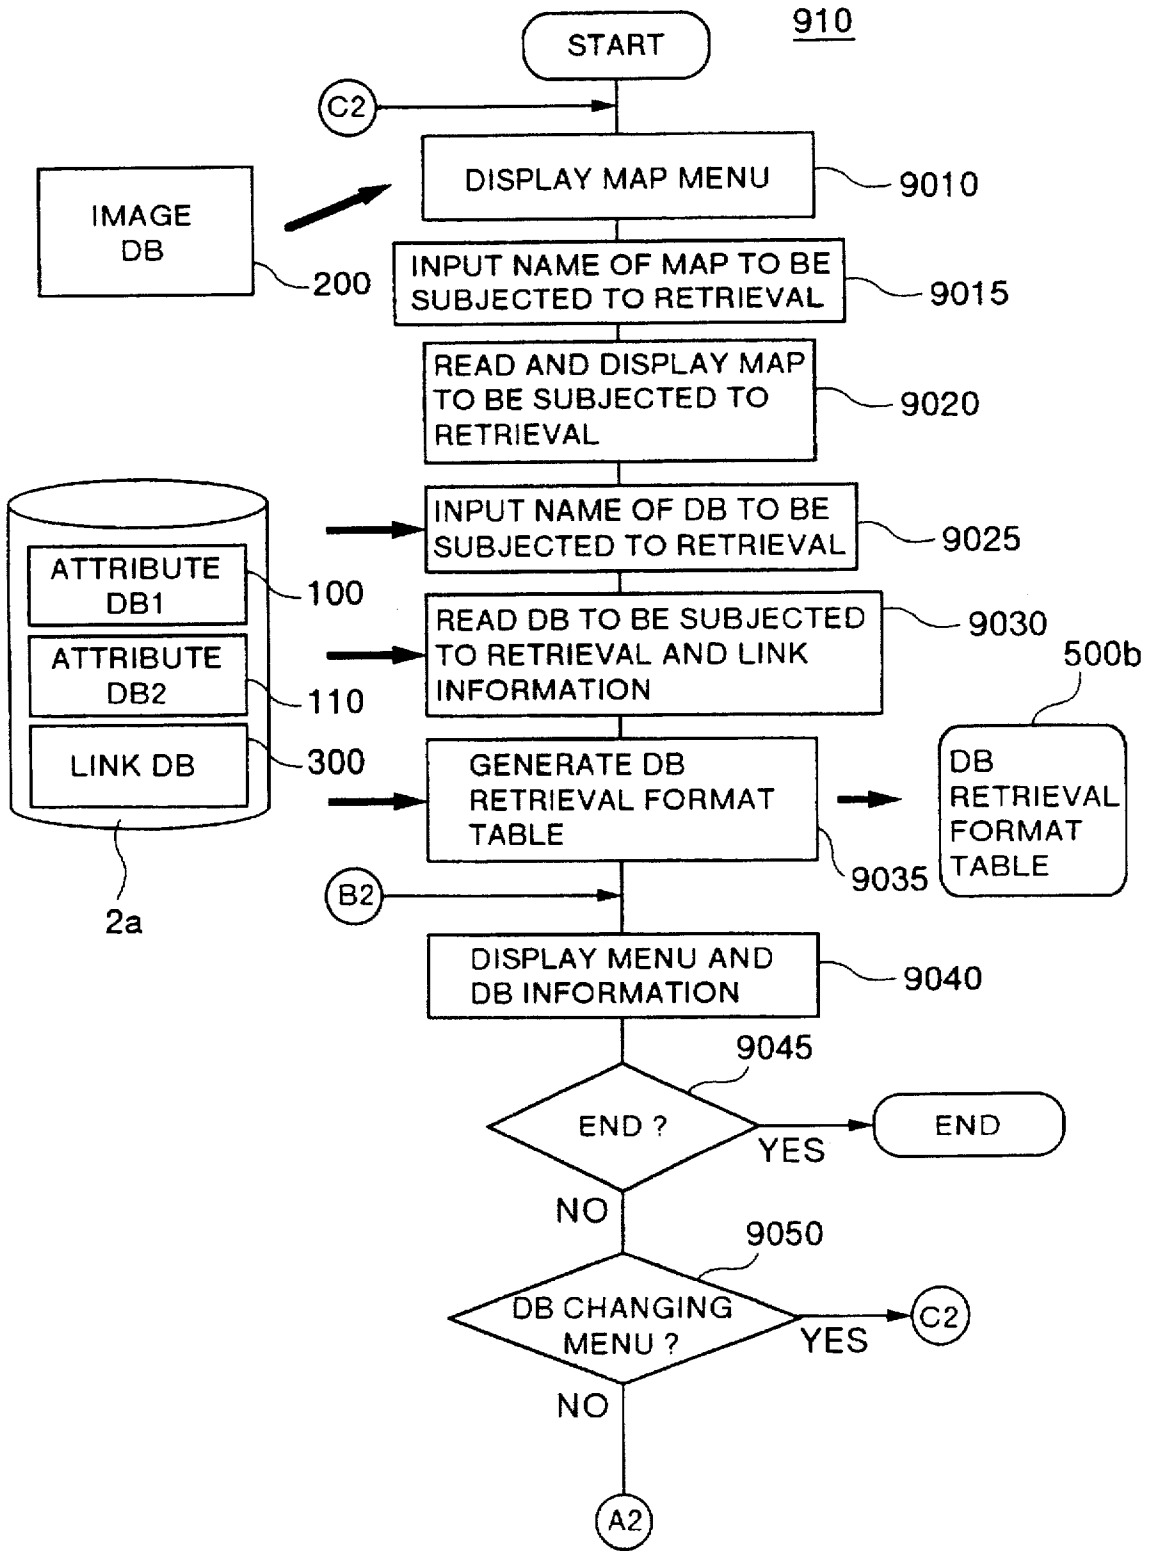 910
START
C2
DISPLAY MAP MENU
9010
IMAGE
DB
200
INPUT NAME OF MAP TO BE
SUBJECTED TO RETRIEVAL
9015
READ AND DISPLAY MAP
TO BE SUBJECTED TO
RETRIEVAL
9020
INPUT NAME OF DB TO BE
SUBJECTED TO RETRIEVAL
9025
ATTRIBUTE
DB1
100
READ DB TO BE SUBJECTED
TO RETRIEVAL AND LINK
INFORMATION
9030
ATTRIBUTE
DB2
110
500b
LINK DB
300
GENERATE DB
RETRIEVAL FORMAT
TABLE
9035
DB
RETRIEVAL
FORMAT
TABLE
2a
B2
DISPLAY MENU AND
DB INFORMATION
9040
9045
END ?
YES
END
NO
9050
DB CHANGING
MENU ?
YES
C2
NO
A2